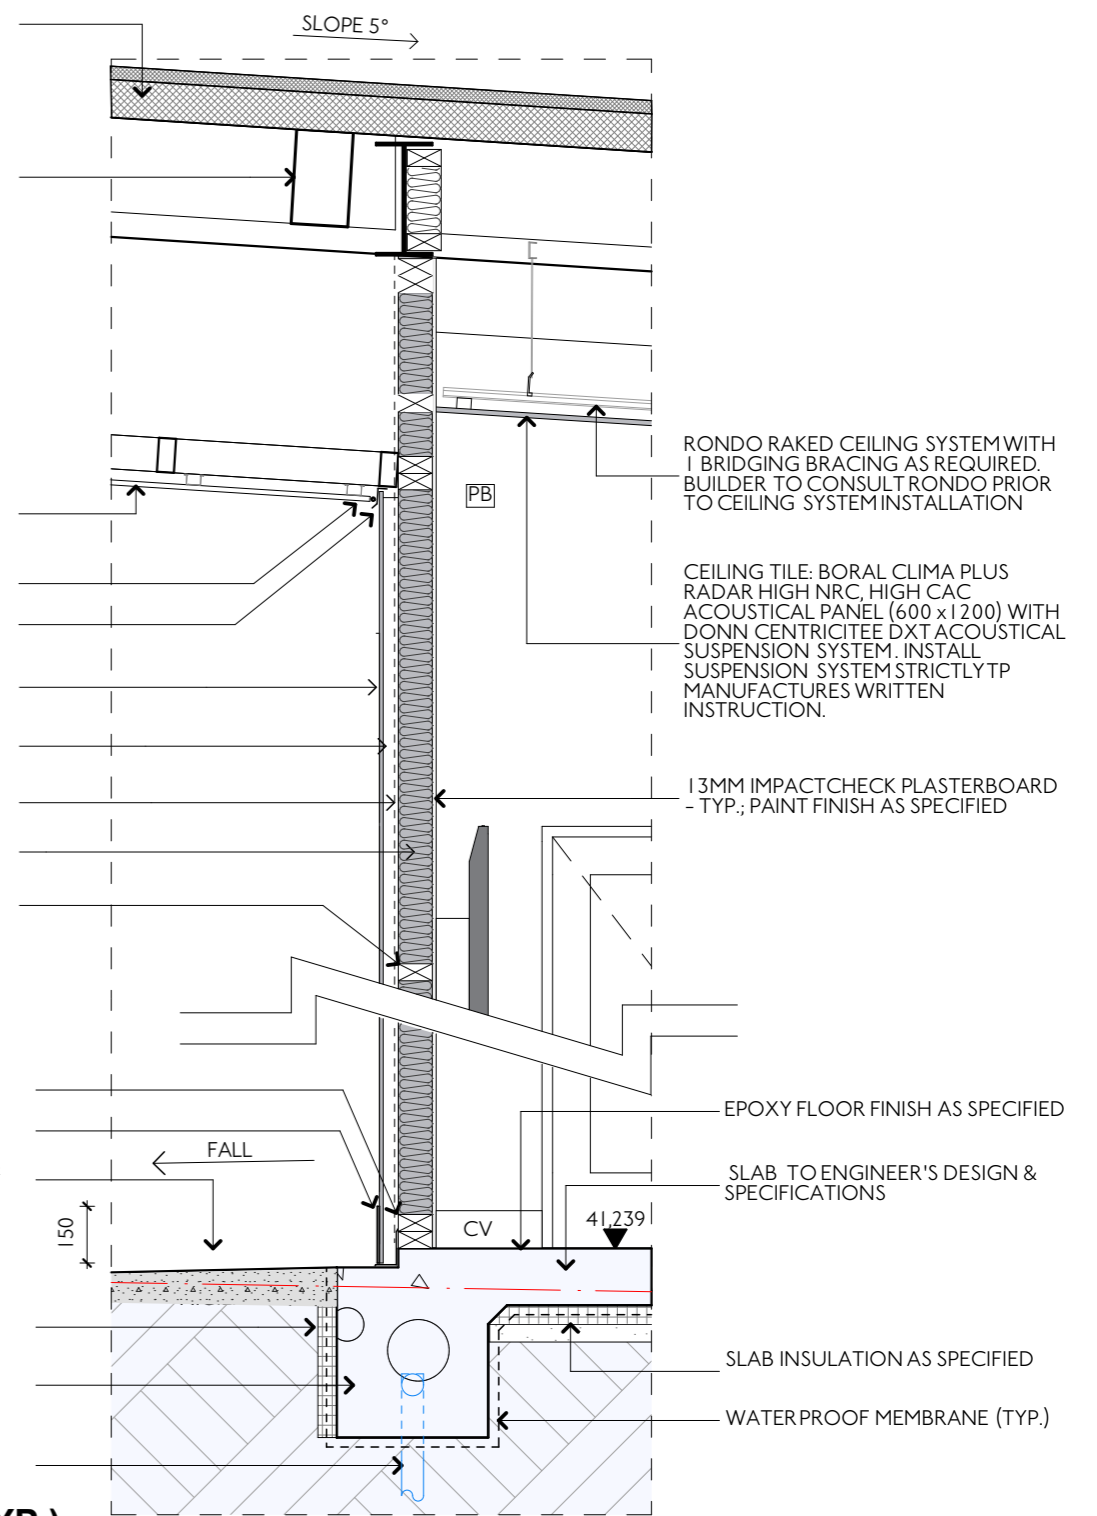 SLOPE 5°
RONDO RAKED CEILING SYSTEM WITH
1 BRIDGING BRACING AS REQUIRED.
BUILDER TO CONSULT RONDO PRIOR
TO CEILING SYSTEM INSTALLATION
PB
CEILING TILE: BORAL CLIMA PLUS
RADAR HIGH NRC, HIGH CAC
ACOUSTICAL PANEL (600 x1200) WITH
DONN CENTRICITEE DXT ACOUSTICAL
SUSPENSION SYSTEM. INSTALL
SUSPENSION SYSTEM STRICTLY TP
MANUFACTURES WRITTEN
INSTRUCTION.
13MM IMPACTCHECK PLASTERBOARD
- TYP.; PAINT FINISH AS SPECIFIED
EPOXY FLOOR FINISH AS SPECIFIED
FALL
SLAB TO ENGINEER'S DESIGN &
SPECIFICATIONS
150
CV
41,239
SLAB INSULATION AS SPECIFIED
WATERPROOF MEMBRANE (TYP.)